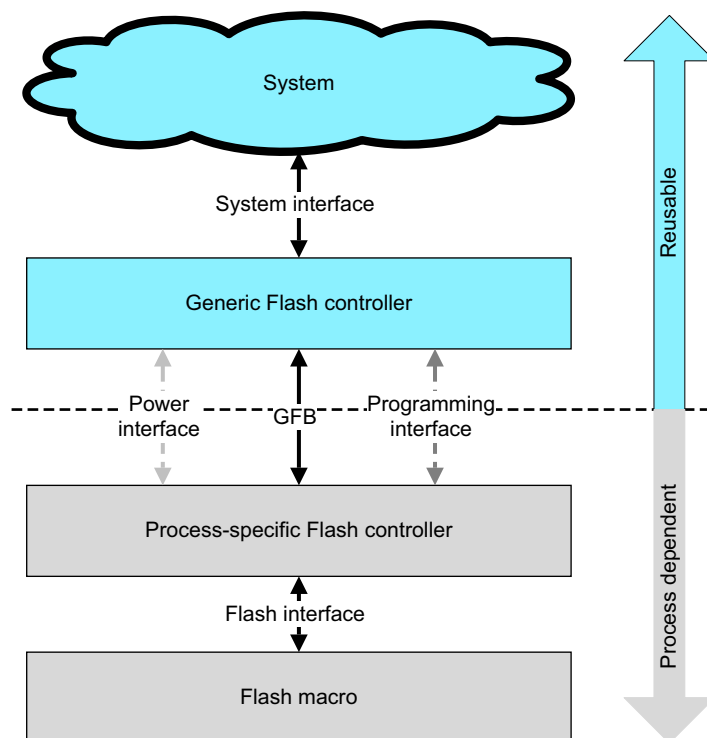 System
System interface
Reusable
Generic Flash controller
Power
interface
GFB
Programming
interface
Process-specific Flash controller
Process dependent
Flash interface
Flash macro